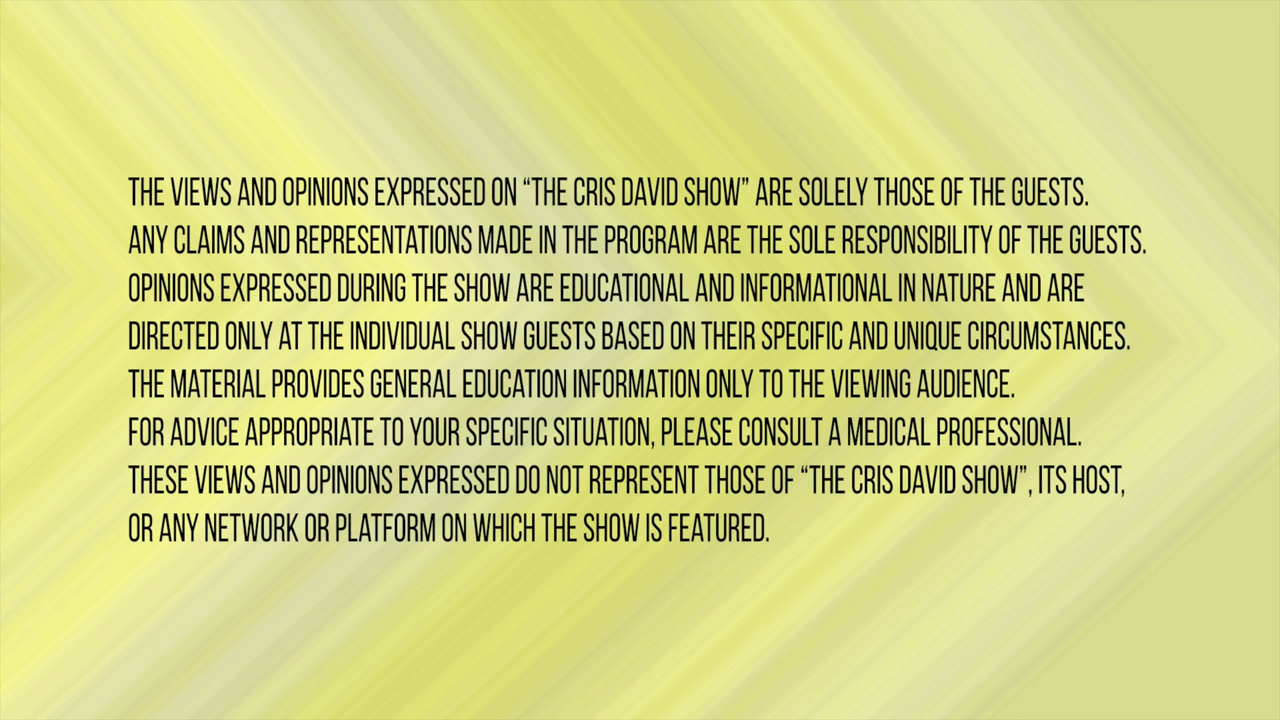 THE VIEWS AND OPINIONS EXPRESSED ON “THE CRIS DAVID SHOW” ARE SOLELY THOSE OF THE GUESTS.
ANY CLAIMS AND REPRESENTATIONS MADE IN THE PROGRAM ARE THE SOLE RESPONSIBILITY OF THE GUESTS.
OPINIONS EXPRESSED DURING THE SHOW ARE EDUCATIONAL AND INFORMATIONAL IN NATURE AND ARE
DIRECTED ONLY AT THE INDIVIDUAL SHOW GUESTS BASED ON THEIR SPECIFIC AND UNIQUE CIRCUMSTANCES.
THE MATERIAL PROVIDES GENERAL EDUCATION INFORMATION ONLY TO THE VIEWING AUDIENCE.
FOR ADVICE APPROPRIATE TO YOUR SPECIFIC SITUATION, PLEASE CONSULT A MEDICAL PROFESSIONAL.
THESE VIEWS AND OPINIONS EXPRESSED DO NOT REPRESENT THOSE OF “THE CRIS DAVID SHOW”, ITS HOST,
OR ANY NETWORK OR PLATFORM ON WHICH THE SHOW IS FEATURED.